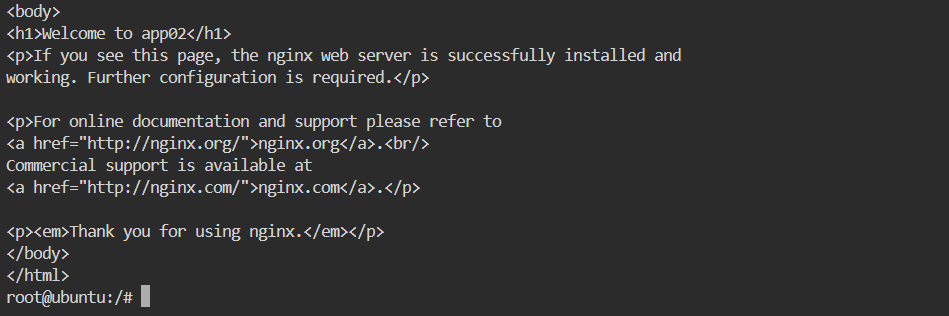 <body>
<h1>Welcome to app02</h1>
<p>If you see this page, the nginx web server is successfully installed and
working. Further configuration is required.</p>

<p>For online documentation and support please refer to
<a href="http://nginx.org/">nginx.org</a>.<br/>
Commercial support is available at
<a href="http://nginx.com/">nginx.com</a>.</p>

<p><em>Thank you for using nginx.</em></p>
</body>
</html>
root@ubuntu:/#